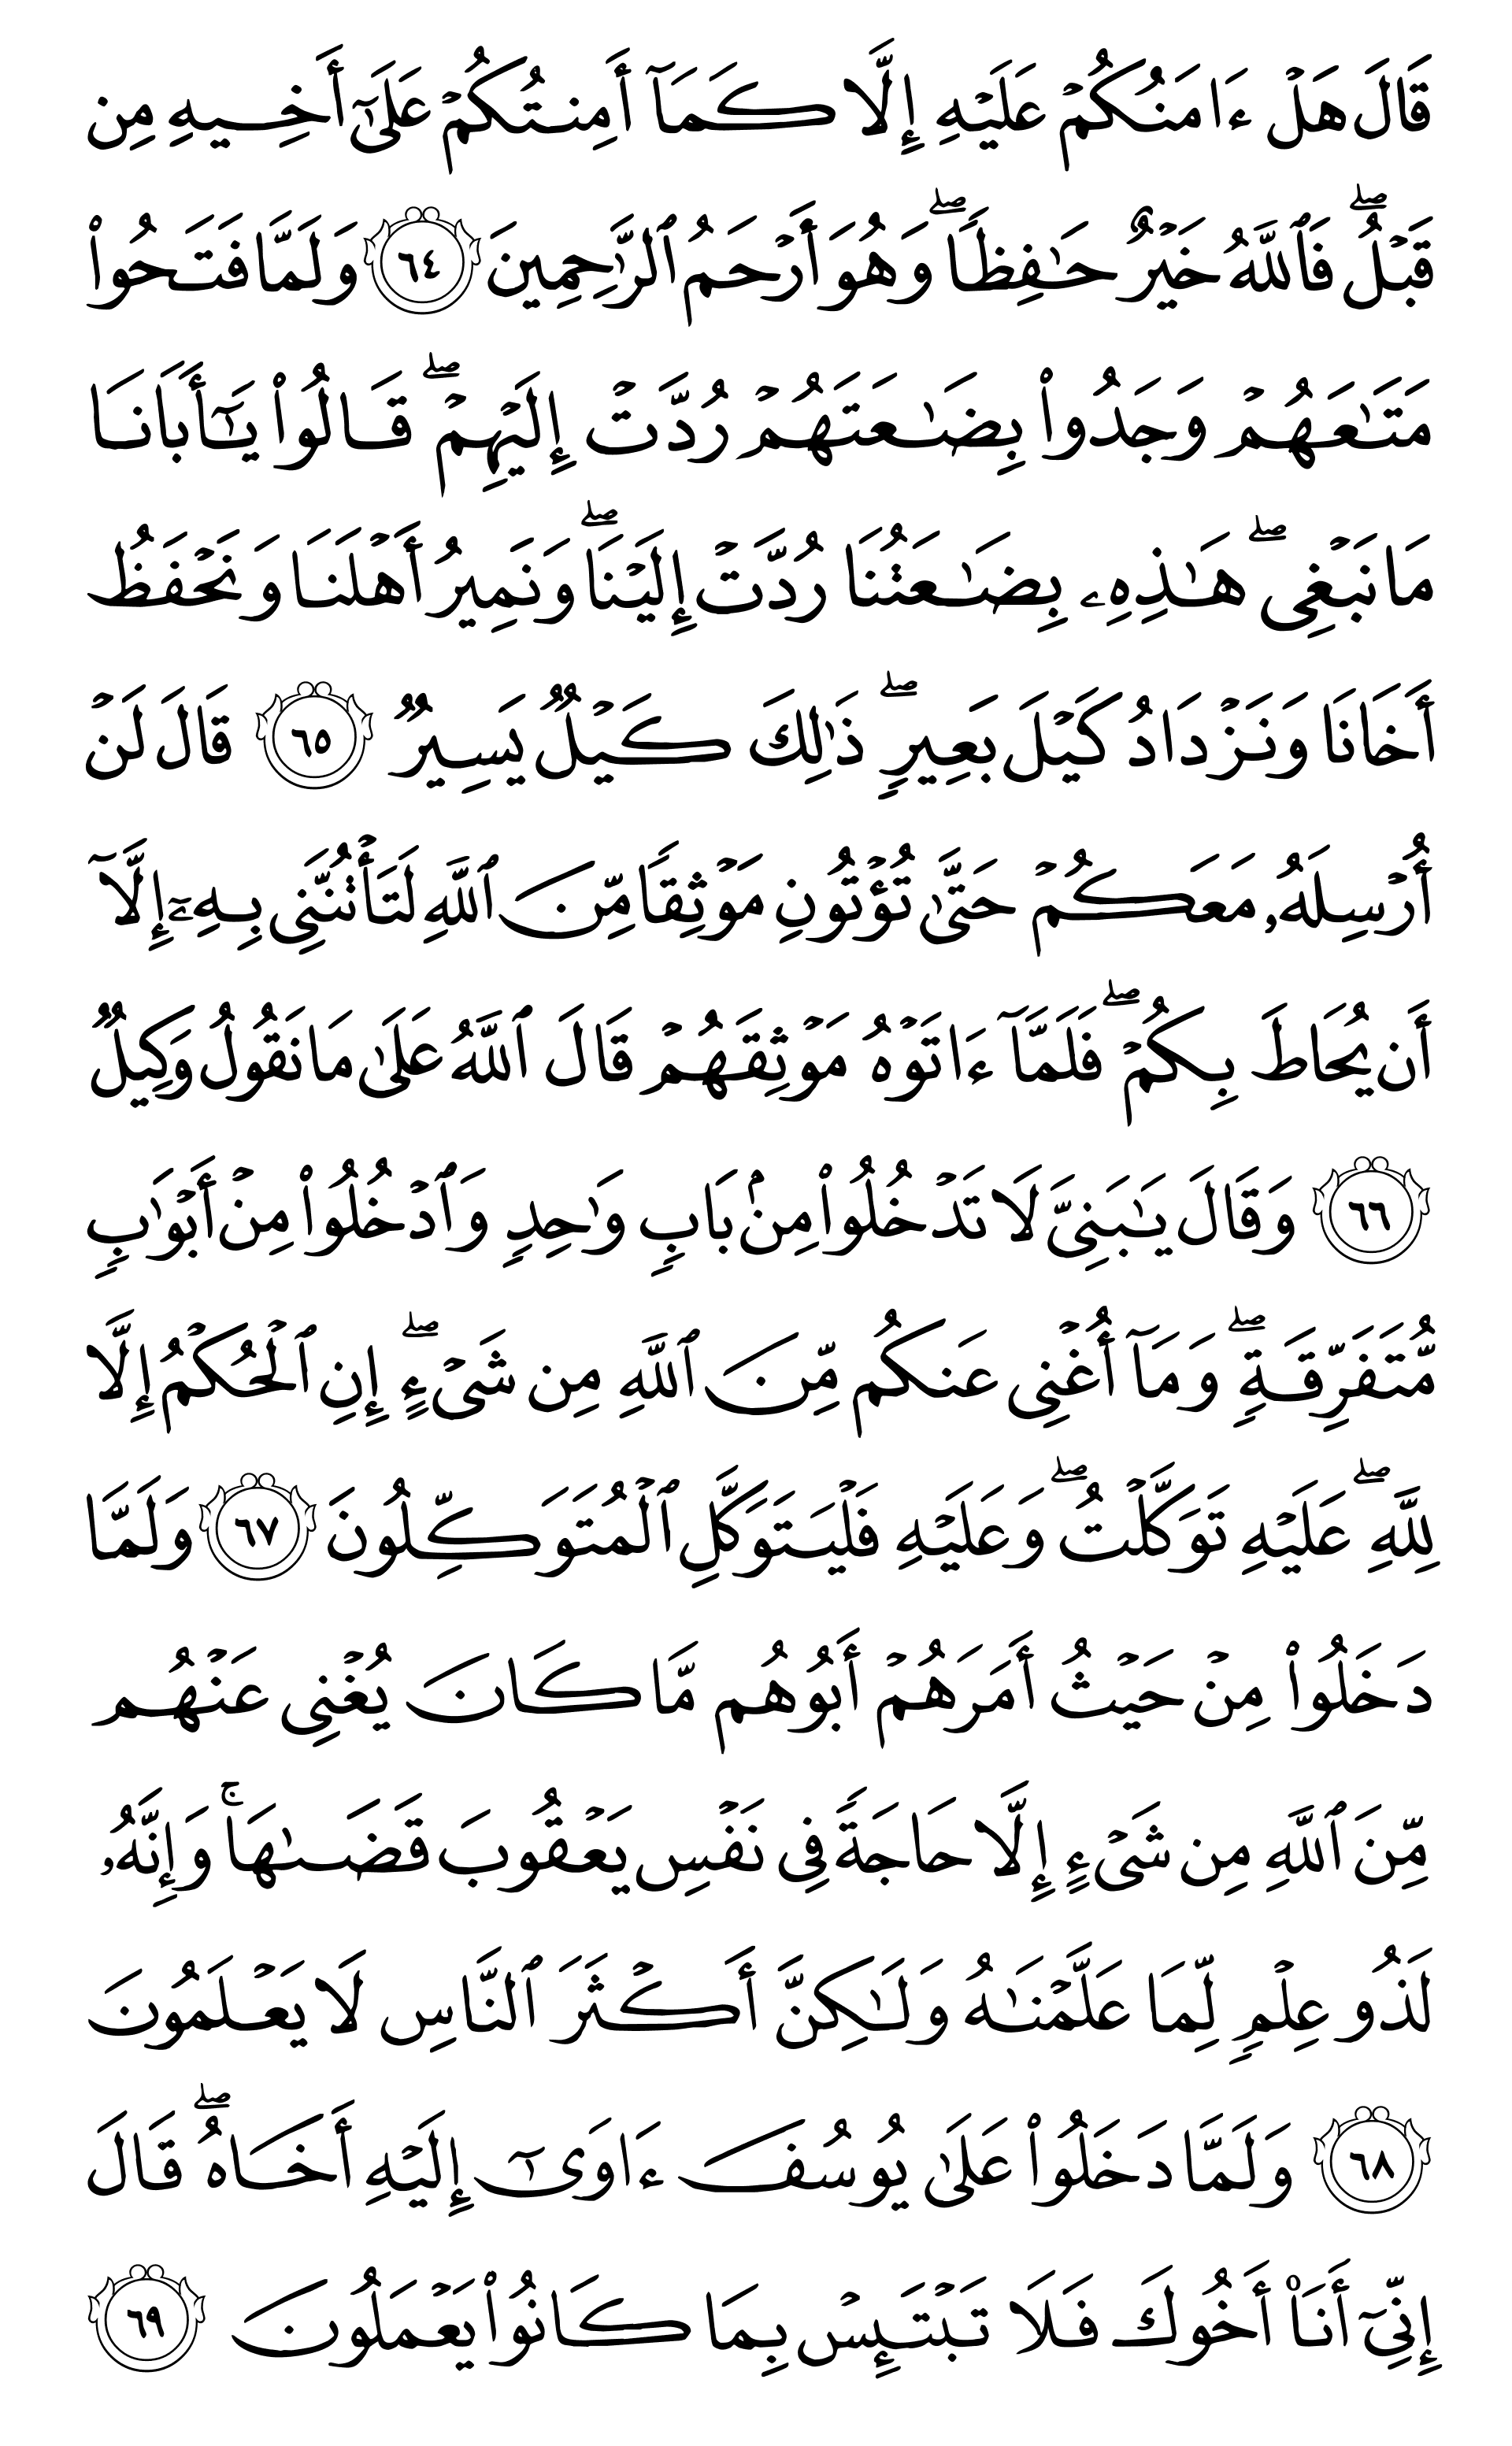 قَالَ هَلۡ ءَامَنُكُمۡ عَلَيۡهِ إِلَّا كَمَآ أَمِنتُكُمۡ عَلَىٰٓ أَخِيهِ مِن
قَبۡلُ ۖ فَٱللَّهُ خَيۡرٌ حَـٰفِظًا ۖ وَهُوَ أَرۡحَمُ ٱلرَّٰحِمِينَ ٦٤ وَلَمَّا فَتَحُوا۟
مَتَـٰعَهُمۡ وَجَدُوا۟ بِضَـٰعَتَهُمۡ رُدَّتۡ إِلَيۡهِمۡ ۖ قَالُوا۟ يَـٰٓأَبَانَا
مَا نَبۡغِى ۖ هَـٰذِهِۦ بِضَـٰعَتُنَا رُدَّتۡ إِلَيۡنَا ۖ وَنَمِيرُ أَهۡلَنَا وَنَحۡفَظُ
أَخَانَا وَنَزۡدَادُ كَيۡلَ بَعِيرٍ ۖ ذَٰلِكَ كَيۡلٌ يَسِيرٌ ٦٥ قَالَ لَنۡ
أُرۡسِلَهُۥ مَعَكُمۡ حَتَّىٰ تُؤۡتُونِ مَوۡثِقًا مِّنَ ٱللَّهِ لَتَأۡتُنَّنِى بِهِۦٓ إِلَّآ
أَن يُحَاطَ بِكُمۡ ۖ فَلَمَّآ ءَاتَوۡهُ مَوۡثِقَهُمۡ قَالَ ٱللَّهُ عَلَىٰ مَا نَقُولُ وَكِيلٌ
٦٦ وَقَالَ يَـٰبَنِىَّ لَا تَدۡخُلُوا۟ مِنۢ بَابٍ وَٰحِدٍ وَٱدۡخُلُوا۟ مِنۡ أَبۡوَٰبٍ
مُّتَفَرِّقَةٍ ۖ وَمَآ أُغۡنِى عَنكُم مِّنَ ٱللَّهِ مِن شَىۡءٍ ۖ إِنِ ٱلۡحُكۡمُ إِلَّا
لِلَّهِ ۖ عَلَيۡهِ تَوَكَّلۡتُ ۖ وَعَلَيۡهِ فَلۡيَتَوَكَّلِ ٱلۡمُتَوَكِّلُونَ ٦٧ وَلَمَّا
دَخَلُوا۟ مِنۡ حَيۡثُ أَمَرَهُمۡ أَبُوهُم مَّا كَانَ يُغۡنِى عَنۡهُم
مِّنَ ٱللَّهِ مِن شَىۡءٍ إِلَّا حَاجَةً فِى نَفۡسِ يَعۡقُوبَ قَضَىٰهَا ۚ وَإِنَّهُۥ
لَذُو عِلۡمٍ لِّمَا عَلَّمۡنَـٰهُ وَلَـٰكِنَّ أَكۡثَرَ ٱلنَّاسِ لَا يَعۡلَمُونَ
٦٨ وَلَمَّا دَخَلُوا۟ عَلَىٰ يُوسُفَ ءَاوَىٰٓ إِلَيۡهِ أَخَاهُ ۖ قَالَ
إِنِّىٓ أَنَا۠ أَخُوكَ فَلَا تَبۡتَئِسۡ بِمَا كَانُوا۟ يَعۡمَلُونَ ٦٩